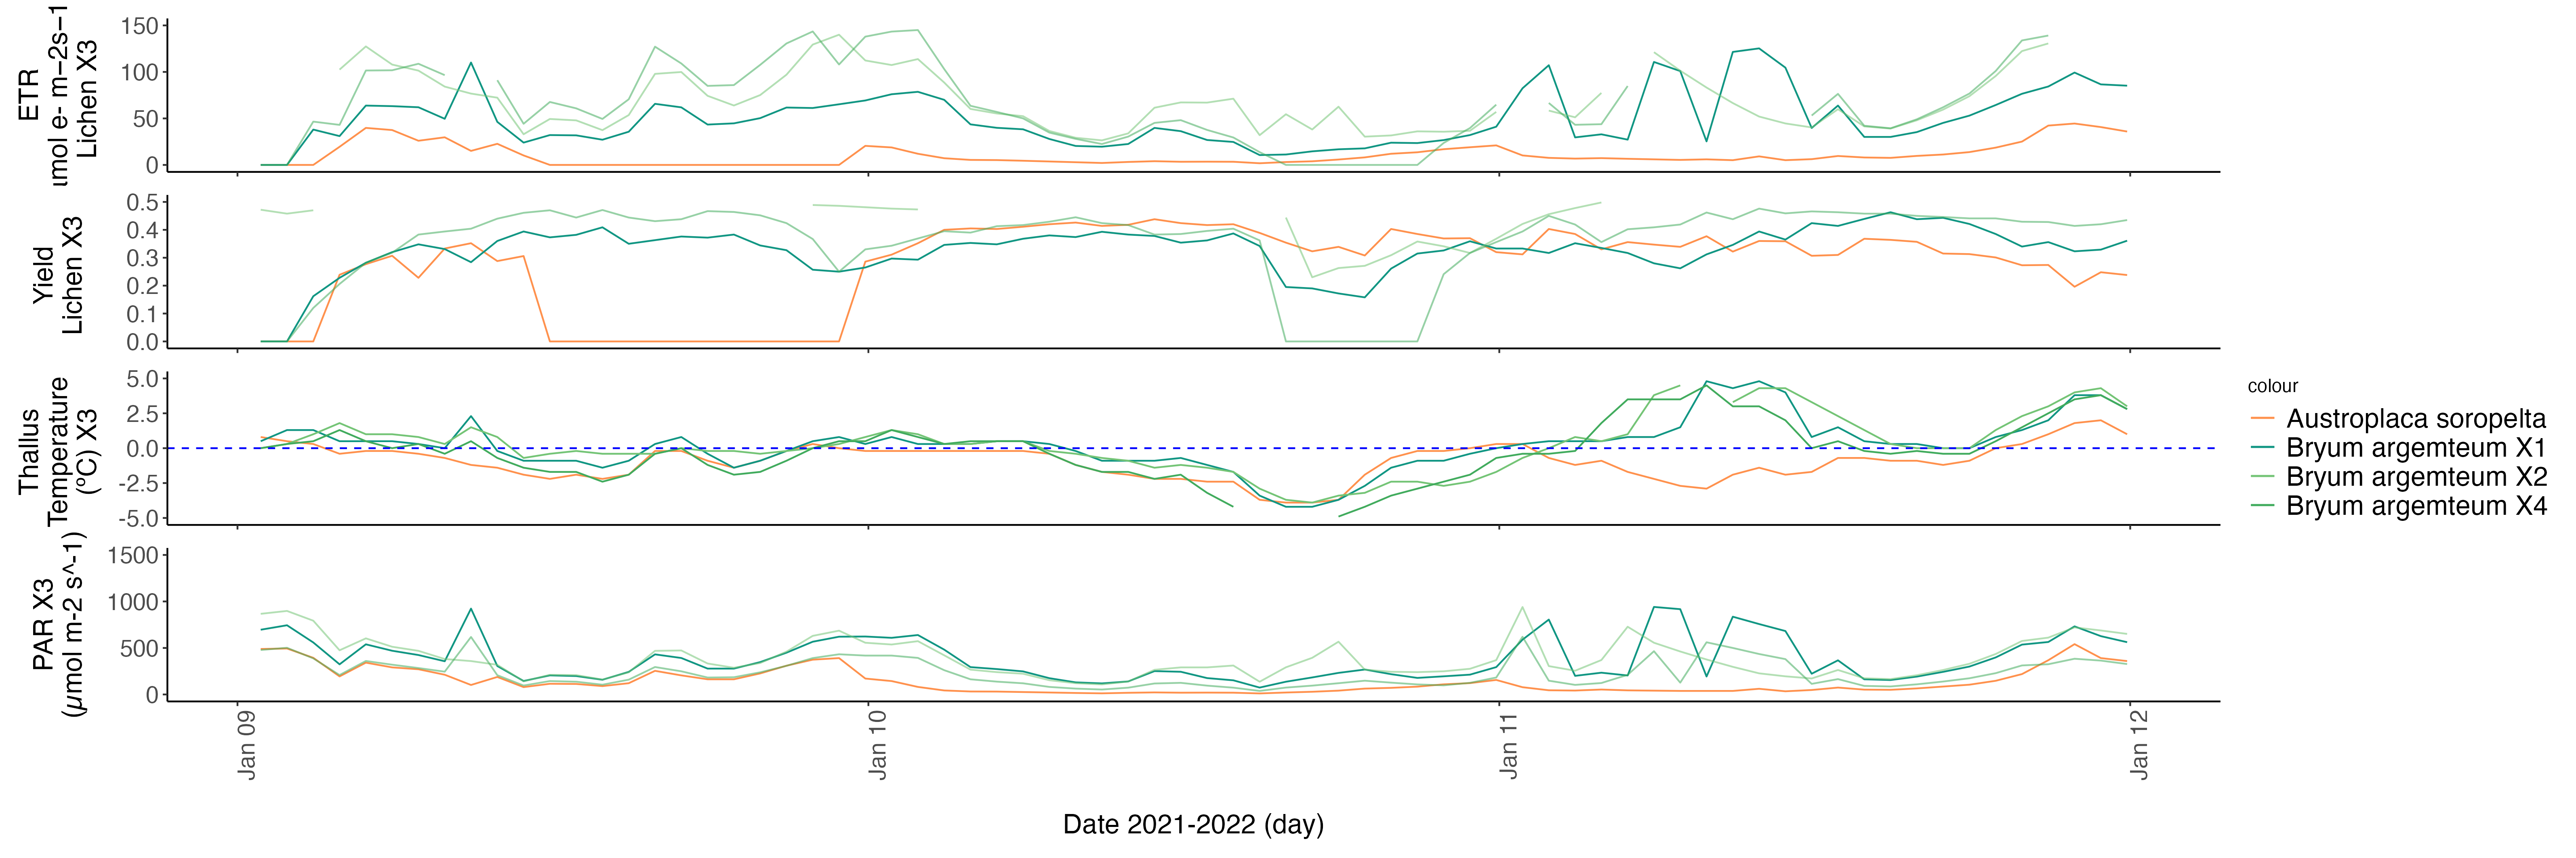 ETR
µmol e- m−2s−1
Lichen X3
150
100
50
0
Yield
Lichen X3
0.5
0.4
0.3
0.2
0.1
0.0
Thallus
Temperature
(ºC) X3
5.0
2.5
0.0
-2.5
-5.0
PAR X3
(µmol m-2 s^-1)
1500
1000
500
0
Jan 09
Jan 10
Jan 11
Jan 12
Date 2021-2022 (day)
colour
Austroplaca soropelta
Bryum argemteum X1
Bryum argemteum X2
Bryum argemteum X4